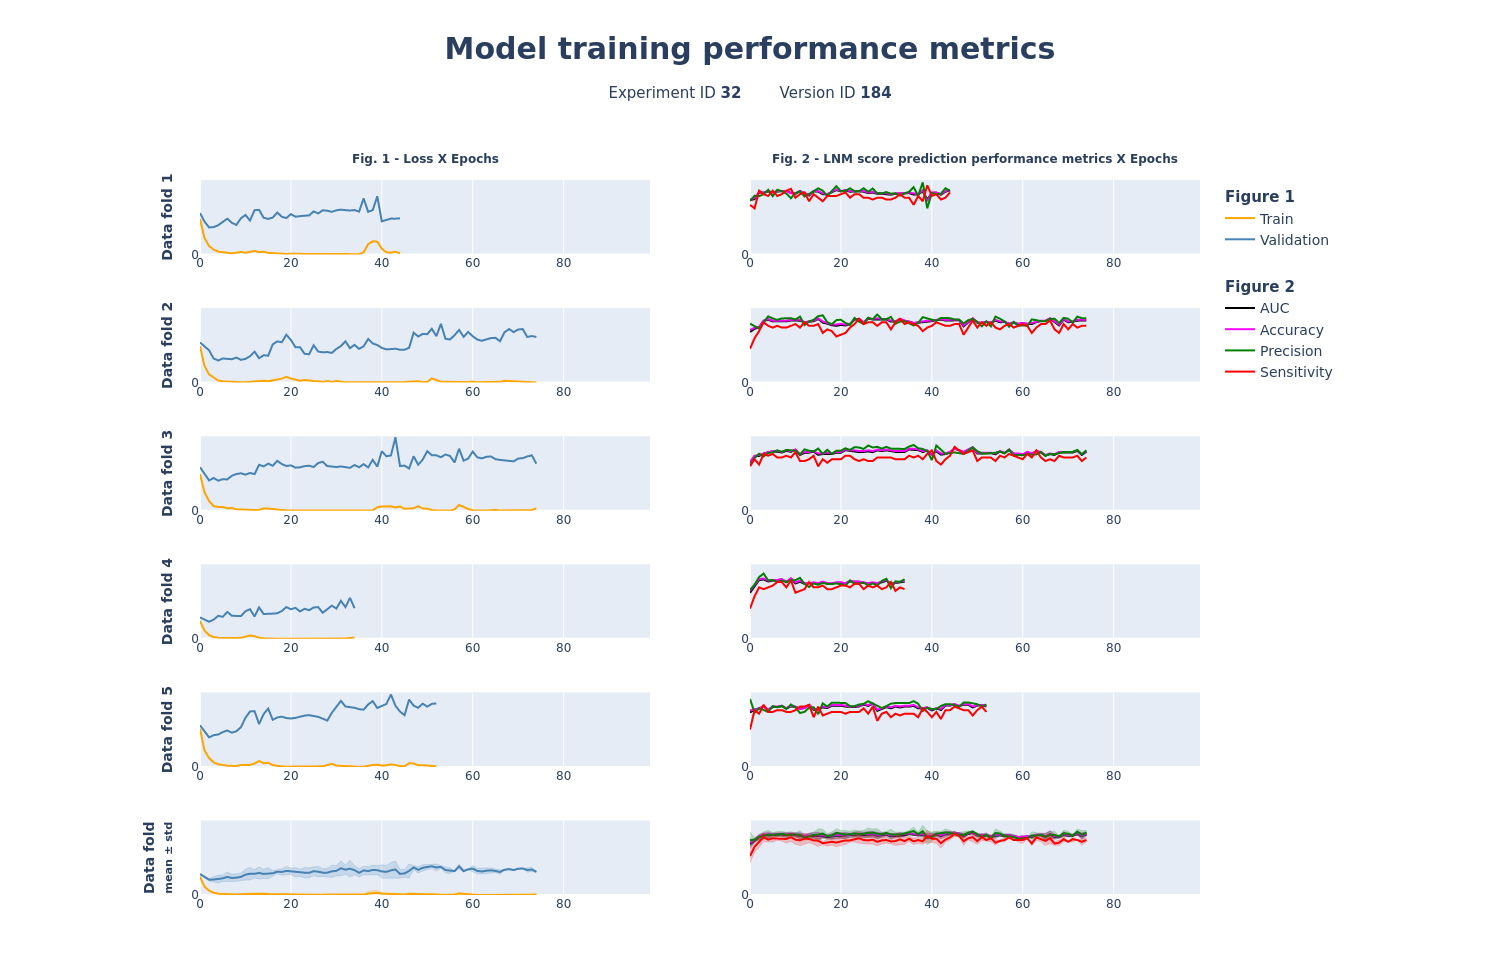 Model training performance metrics
Experiment ID 32 Version ID 184
Fig. 1 - Loss X Epochs
Fig. 2 - LNM score prediction performance metrics X Epochs
Data fold 1
0
0 20 40 60 80
0
0 20 40 60 80
Figure 1
Train
Validation
Figure 2
AUC
Accuracy
Precision
Sensitivity
Data fold 2
0
0 20 40 60 80
0
0 20 40 60 80
Data fold 3
0
0 20 40 60 80
0
0 20 40 60 80
Data fold 4
0
0 20 40 60 80
0
0 20 40 60 80
Data fold 5
0
0 20 40 60 80
0
0 20 40 60 80
Data fold
mean ± std
0
0 20 40 60 80
0
0 20 40 60 80